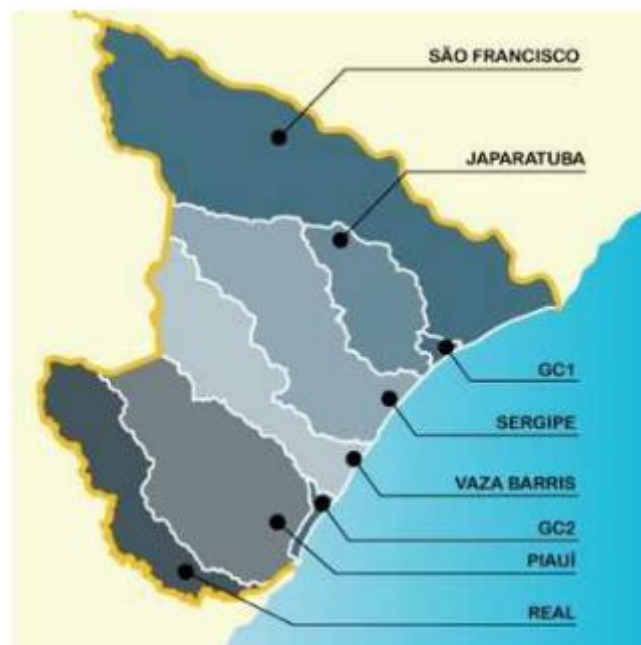 SÃO FRANCISCO
JAPARATUBA
GC1
SERGIPE
VAZA BARRIS
GC2
PIAUÍ
REAL